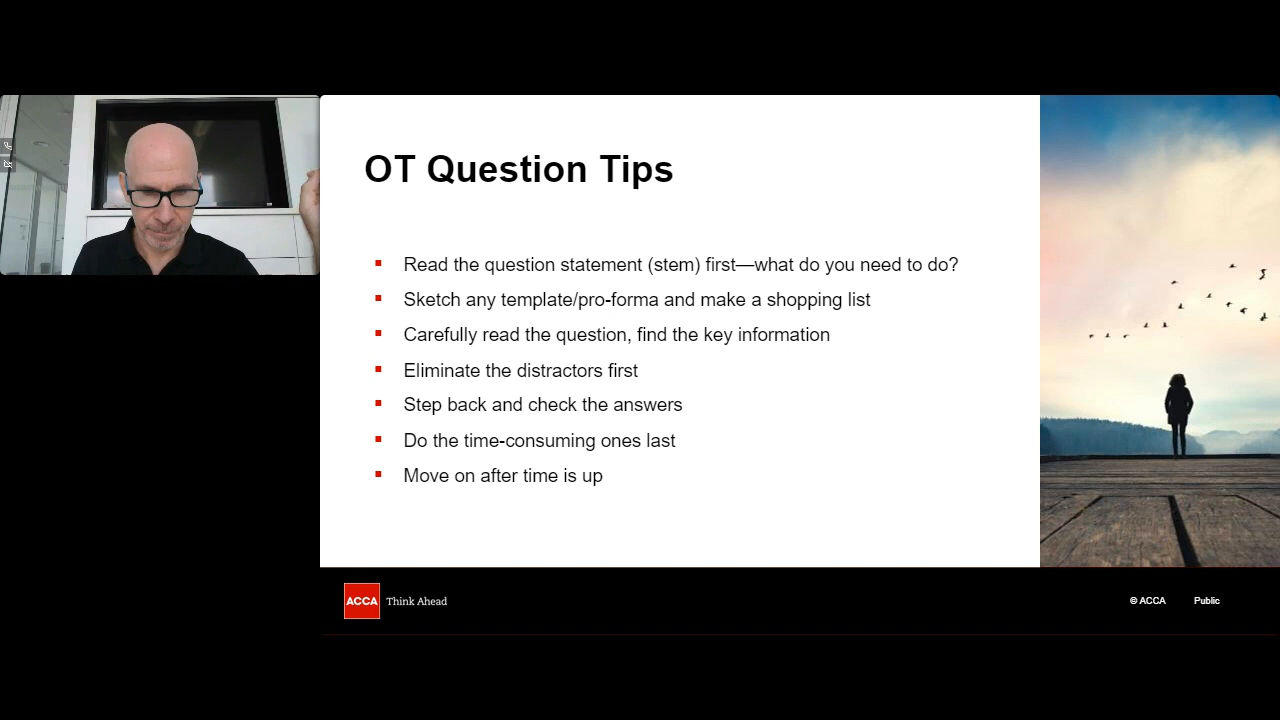 OT Question Tips
Read the question statement (stem) first—what do you need to do?
Sketch any template/pro-forma and make a shopping list
Carefully read the question, find the key information
Eliminate the distractors first
Step back and check the answers
Do the time-consuming ones last
Move on after time is up
ACCA Think Ahead
© ACCA Public